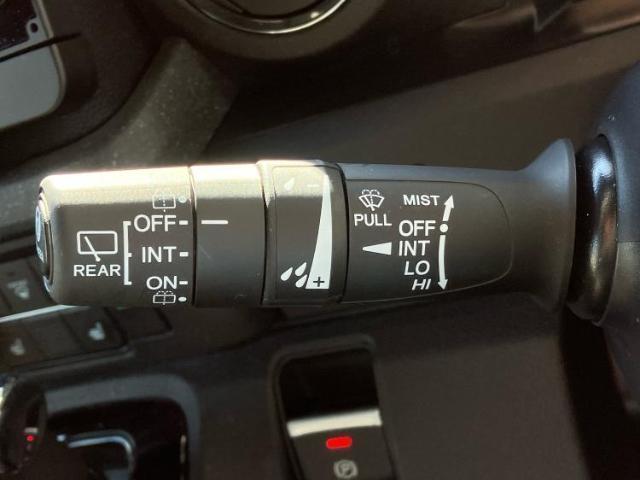 OFF
INT
ON
REAR
- +
PULL
MIST
OFF
INT
LO
HI
P